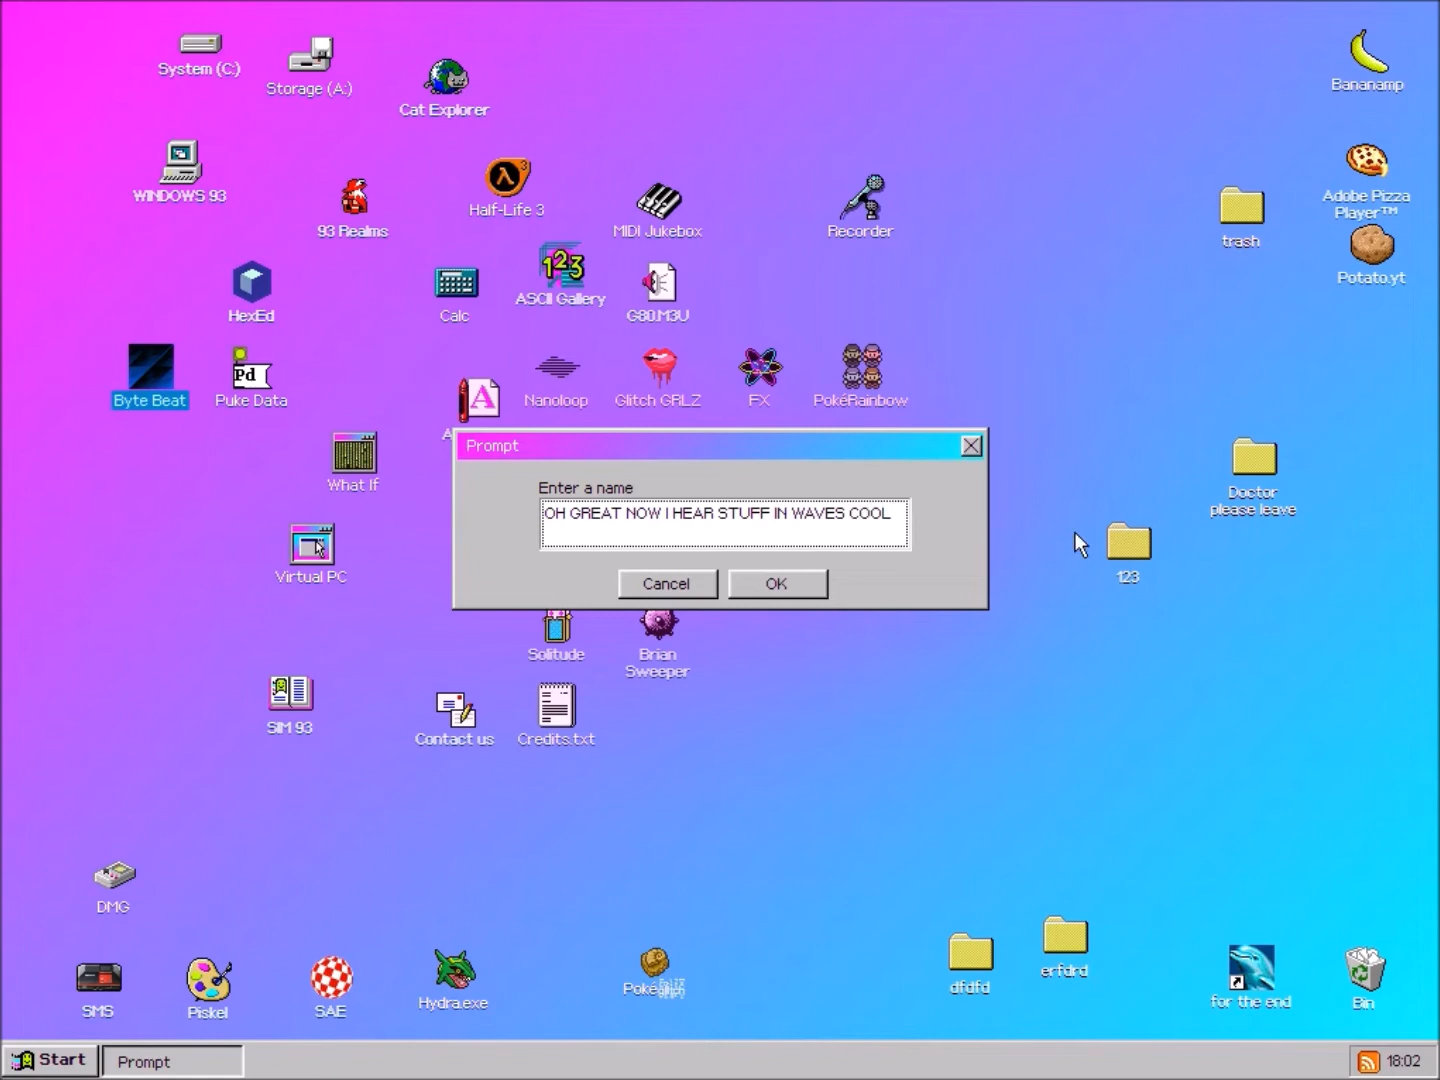 System (C:)
Storage (A:)
Cat Explorer
Bananamp
WINDOWS 93
93 Realms
Half-Life 3
MIDI Jukebox
Recorder
trash
Adobe Pizza
Player™
Potato.yt
HexEd
Calc
123
ASCII Gallery
G80.M3U
Byte Beat
Pd
Puke Data
A
Nanoloop
Glitch GRLZ
FX
PokéRainbow
What If
Prompt
Enter a name
OH GREAT NOW I HEAR STUFF IN WAVES COOL
Cancel
OK
Doctor
please leave
Virtual PC
123
Solitude
Brian
Sweeper
SIM 93
Contact us
Credits.txt
DMG
SMS
Piskel
SAE
Hydra.exe
Poké
dfdfd
erfdrd
for the end
Bin
Start
Prompt
18:02